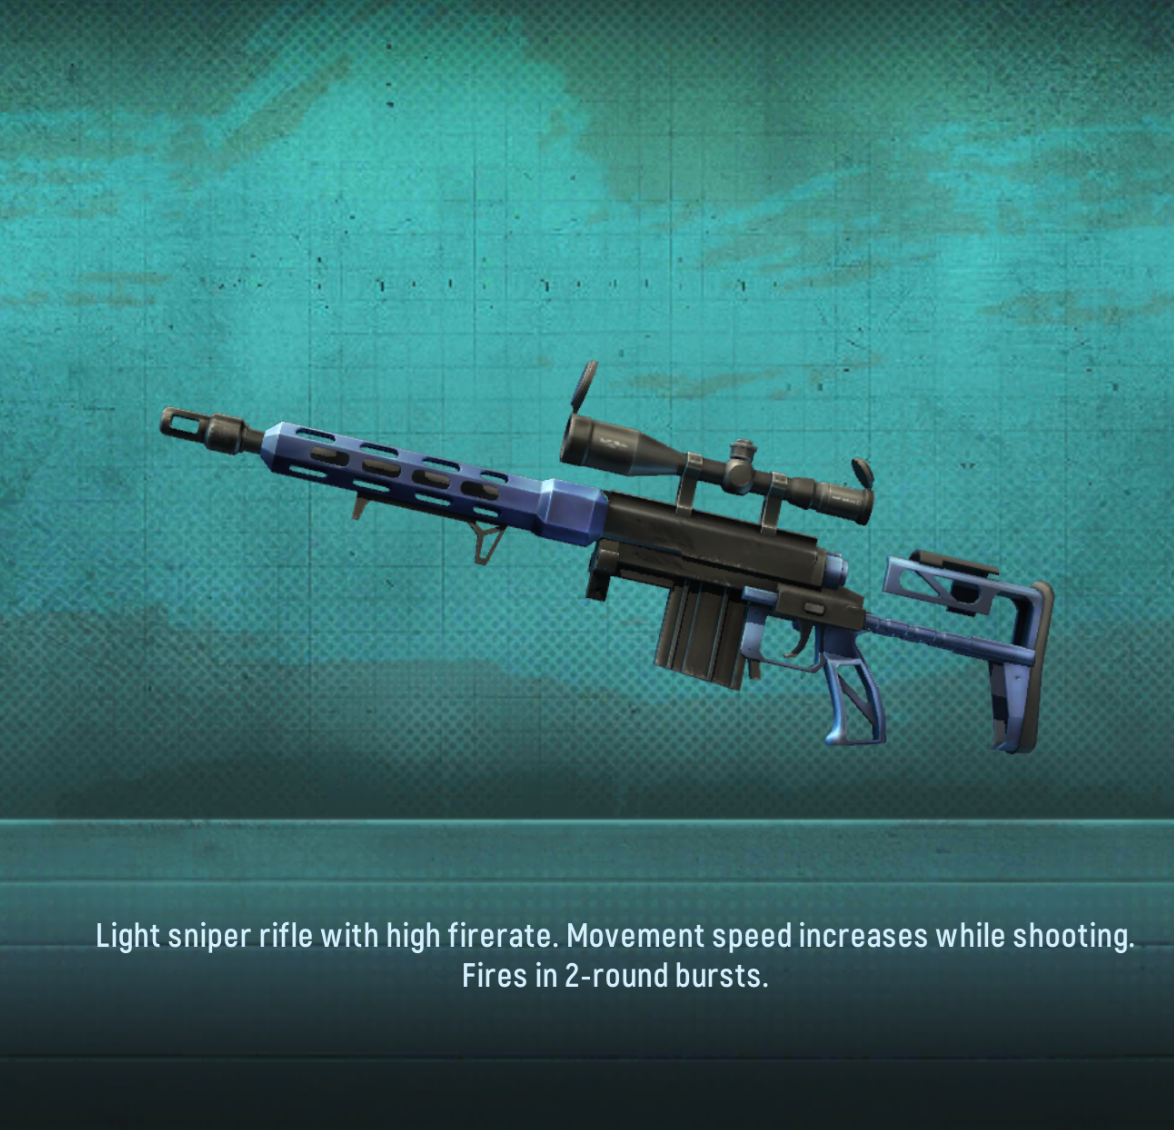 Light sniper rifle with high firerate. Movement speed increases while shooting.
Fires in 2-round bursts.